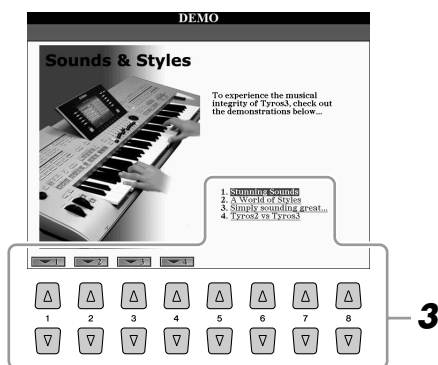 DEMO
Sounds & Styles
To experience the musical
integrity of Tyros3, check out
the demonstrations below...
1. Stunning Sounds
2. A World of Styles
3. Simply sounding great...
4. Tyros2 vs Tyros3
1 2 3 4
1 2 3 4 5 6 7 8
3